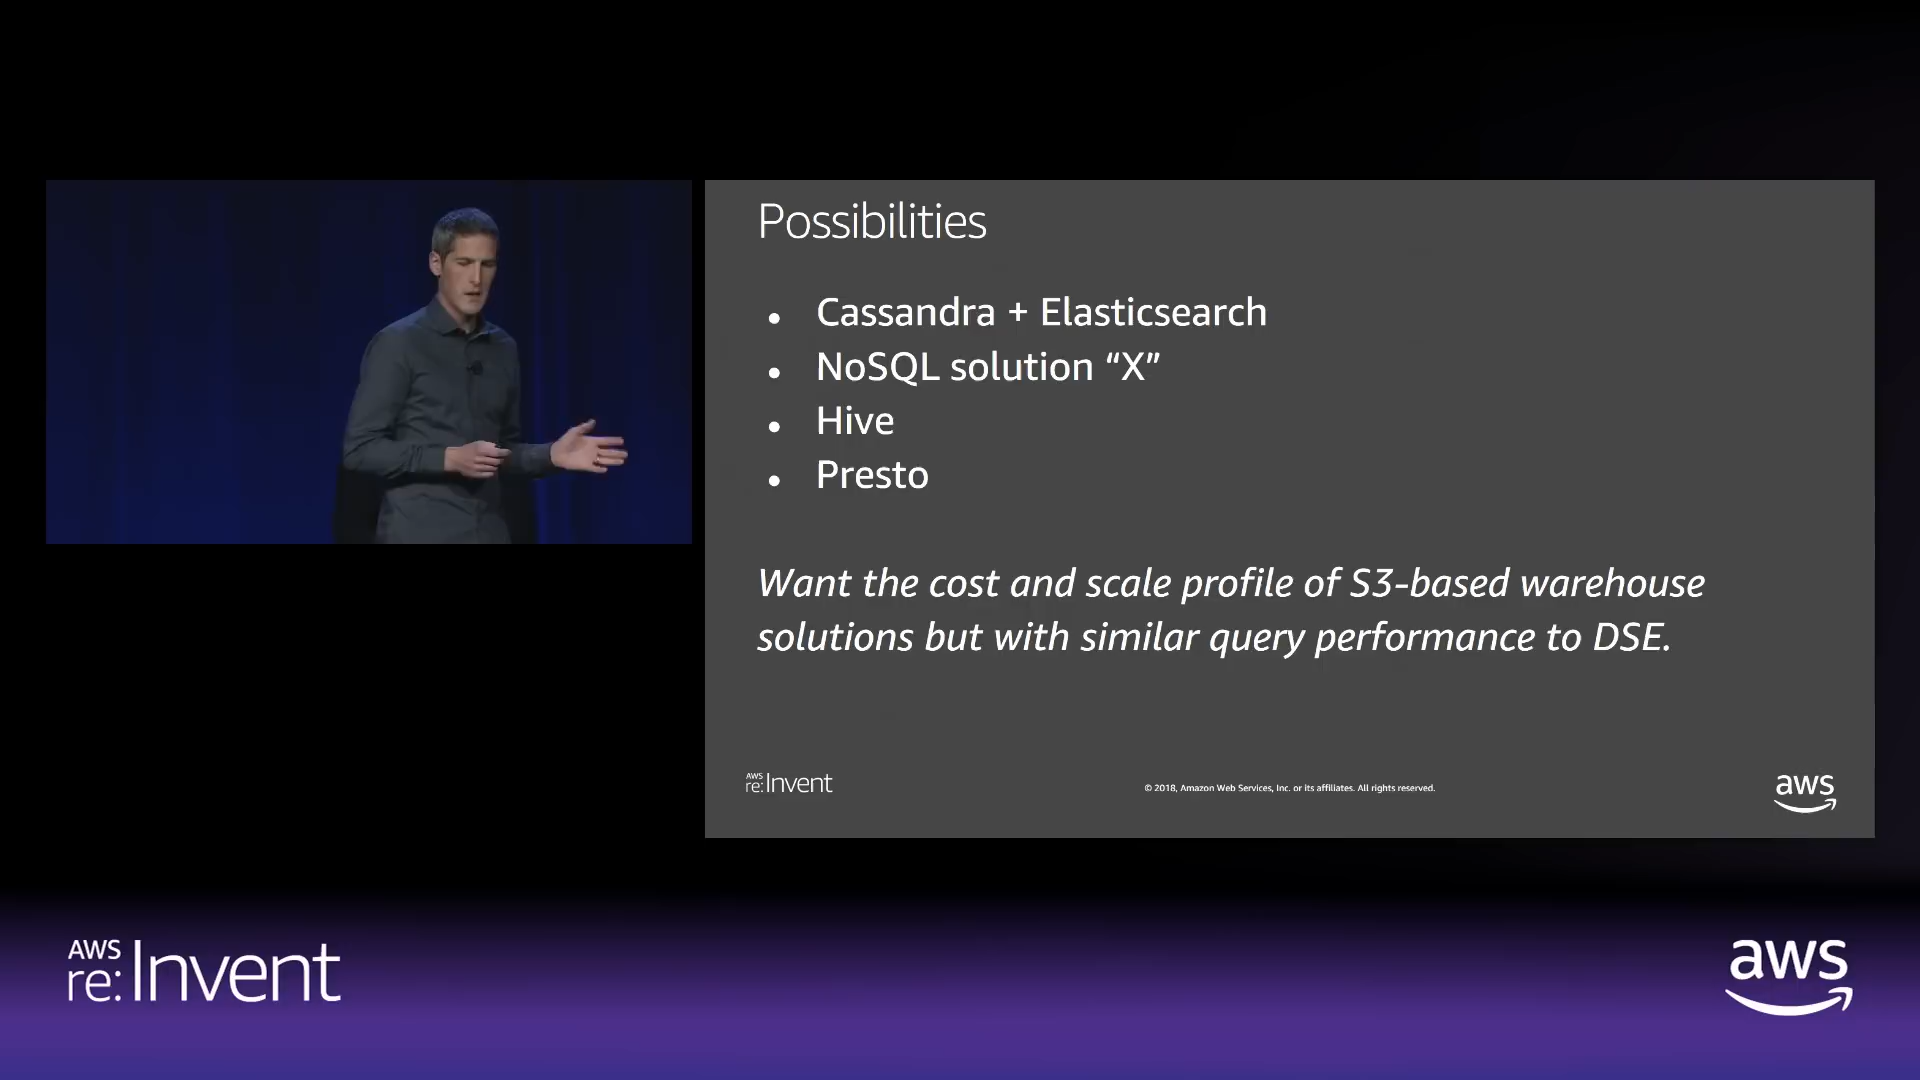 Possibilities
• Cassandra + Elasticsearch
• NoSQL solution “X”
• Hive
• Presto
Want the cost and scale profile of S3-based warehouse
solutions but with similar query performance to DSE.
AWS re:Invent
© 2018, Amazon Web Services, Inc. or its affiliates. All rights reserved.
aws
AWS
re:Invent
aws